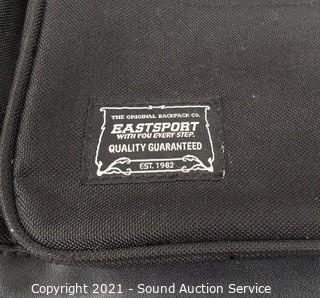 THE ORIGINAL BACKPACK CO.
EASTSPORT
WITH YOU EVERY STEP.
QUALITY GUARANTEED
EST. 1982
Copyright 2021 - Sound Auction Service